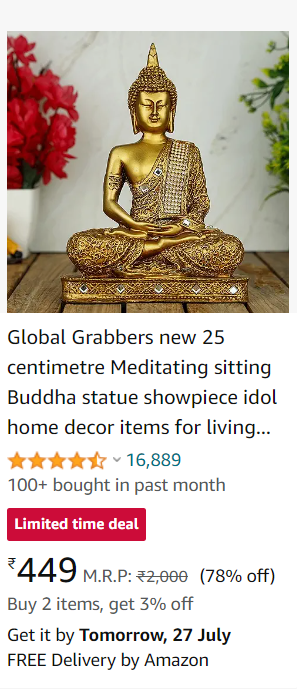 Global Grabbers new 25
centimetre Meditating sitting
Buddha statue showpiece idol
home decor items for living...
16,889
100+ bought in past month
Limited time deal
₹449 M.R.P: ₹2,000 (78% off)
Buy 2 items, get 3% off
Get it by Tomorrow, 27 July
FREE Delivery by Amazon